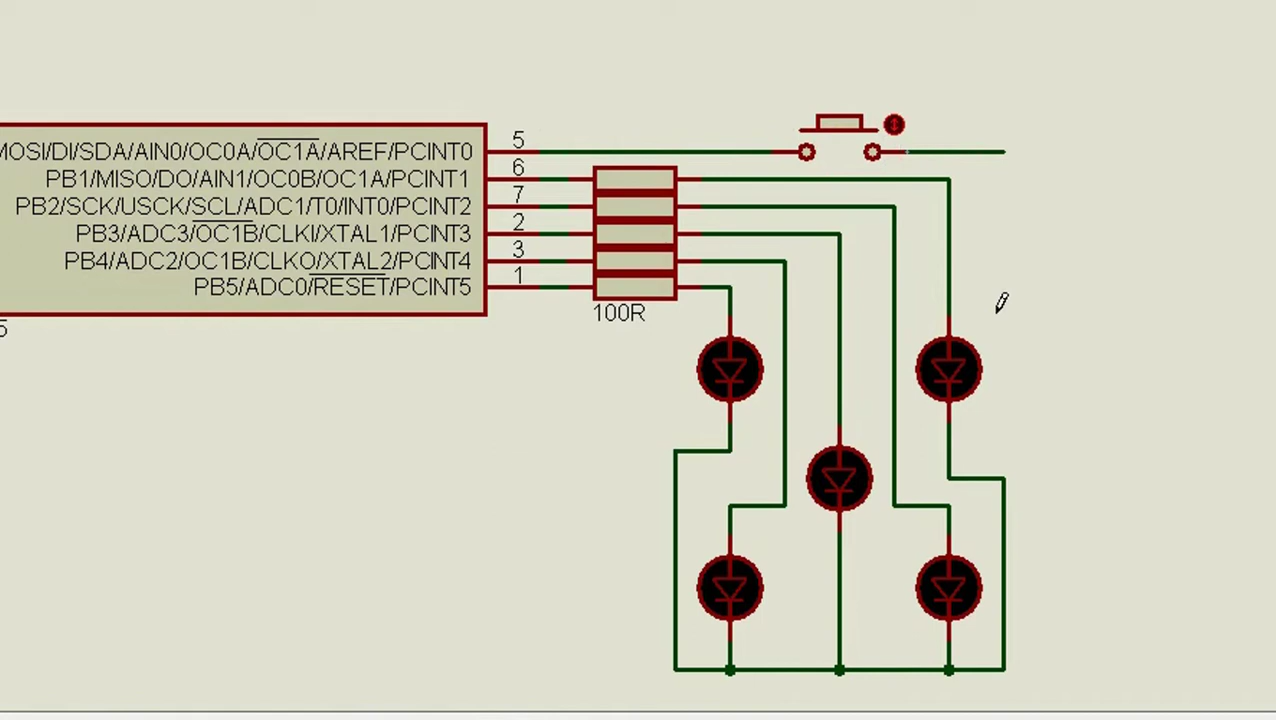 MOSI/DI/SDA/AIN0/OC0A/OC1A/AREF/PCINT0 5
PB1/MISO/DO/AIN1/OC0B/OC1A/PCINT1 6
PB2/SCK/USCK/SCL/ADC1/T0/INT0/PCINT2 7
PB3/ADC3/OC1B/CLKI/XTAL1/PCINT3 2
PB4/ADC2/OC1B/CLKO/XTAL2/PCINT4 3
PB5/ADC0/RESET/PCINT5 1
100R
5